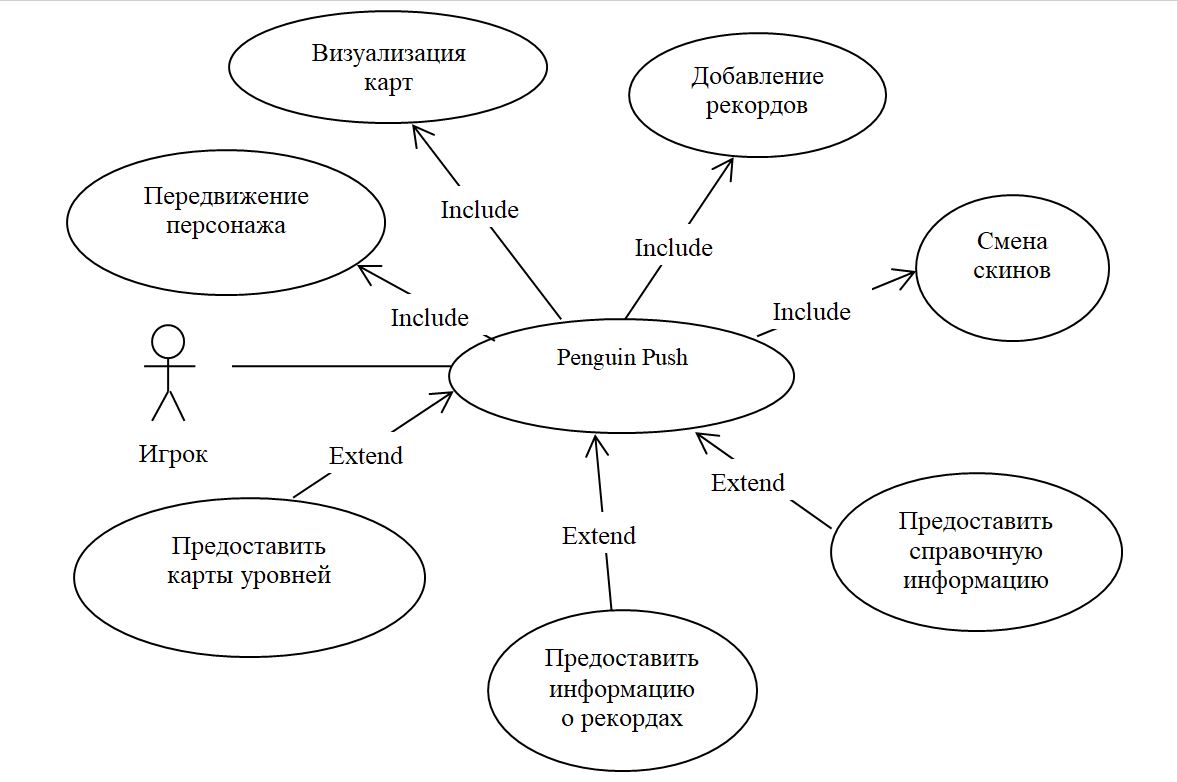 Визуализация
карт
Добавление
рекордов
Передвижение
персонажа
Include
Include
Смена
скинов
Include
Include
Penguin Push
Игрок
Extend
Extend
Extend
Предоставить
карты уровней
Предоставить
справочную
информацию
Предоставить
информацию
о рекордах